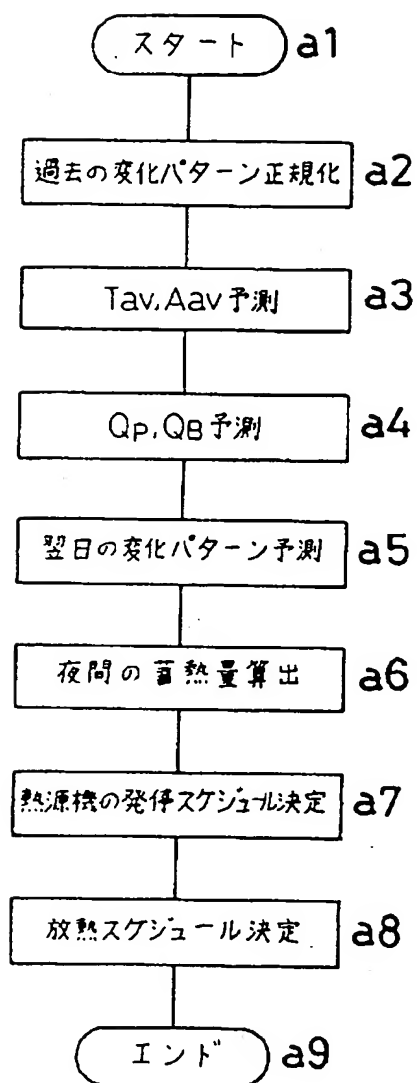 スタート a1
過去の変化パターン正規化 a2
Tav,Aav予測 a3
QP,QB予測 a4
翌日の変化パターン予測 a5
夜間の蓄熱量算出 a6
熱源機の発停スケジュール決定 a7
放熱スケジュール決定 a8
エンド a9